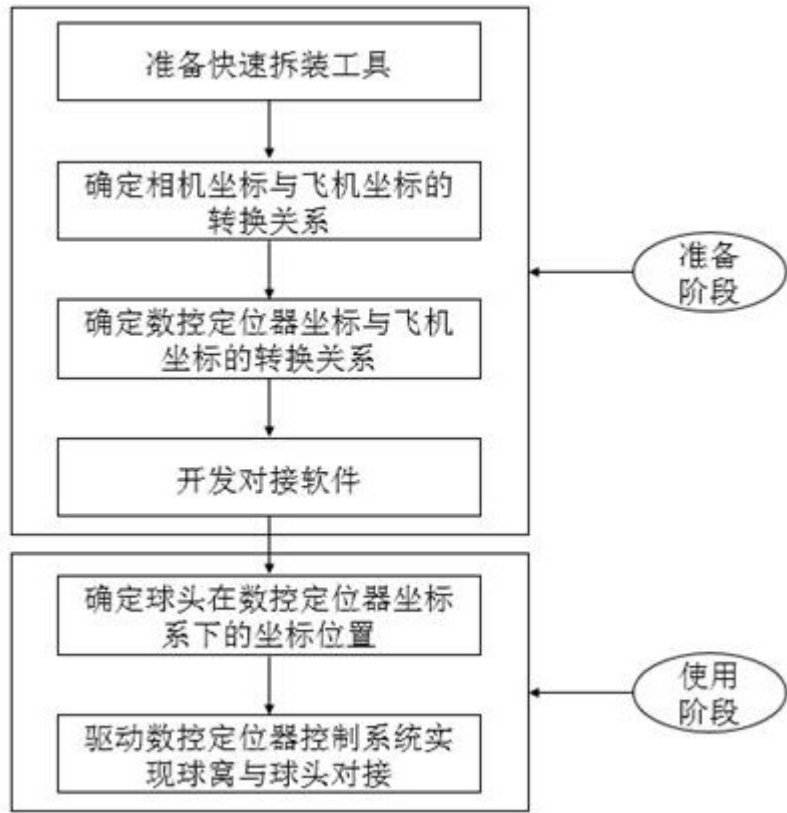 准备快速拆装工具
确定相机坐标与飞机坐标的
转换关系
准备
阶段
确定数控定位器坐标与飞机
坐标的转换关系
开发对接软件
确定球头在数控定位器坐标
系下的坐标位置
使用
阶段
驱动数控定位器控制系统实
现球窝与球头对接